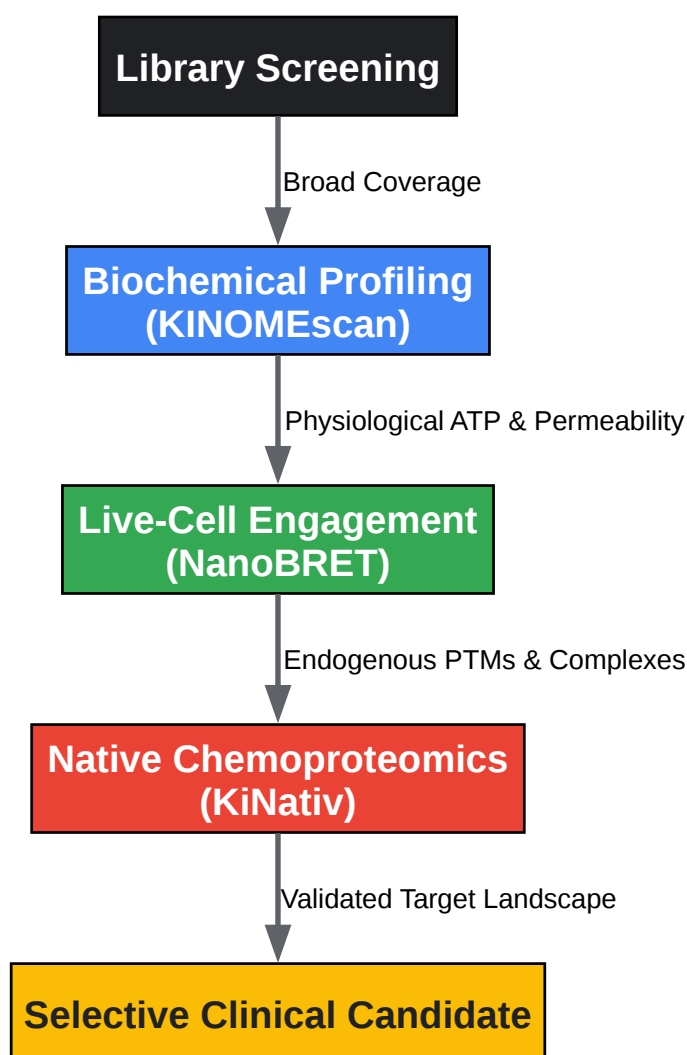 Library Screening
Broad Coverage
Biochemical Profiling
(KINOMEscan)
Physiological ATP & Permeability
Live-Cell Engagement
(NanoBRET)
Endogenous PTMs & Complexes
Native Chemoproteomics
(KiNativ)
Validated Target Landscape
Selective Clinical Candidate